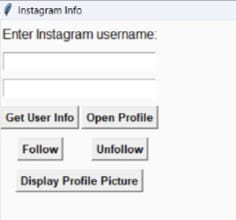 Instagram Info
Enter Instagram username:
Get User Info Open Profile
Follow Unfollow
Display Profile Picture